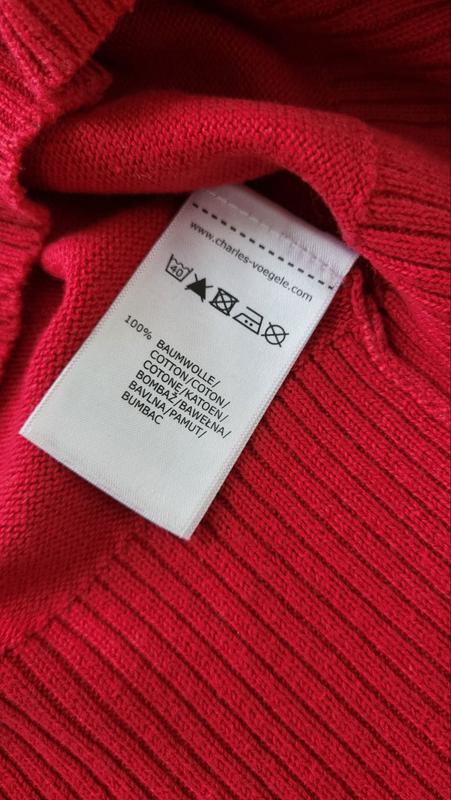 www.charles-voegele.com
40
100% BAUMWOLLE/
COTTON/COTON/
COTONE/KATOEN/
BOMBAŽ/BAWEŁNA/
BAVLNA/PAMUT/
BUMBAC